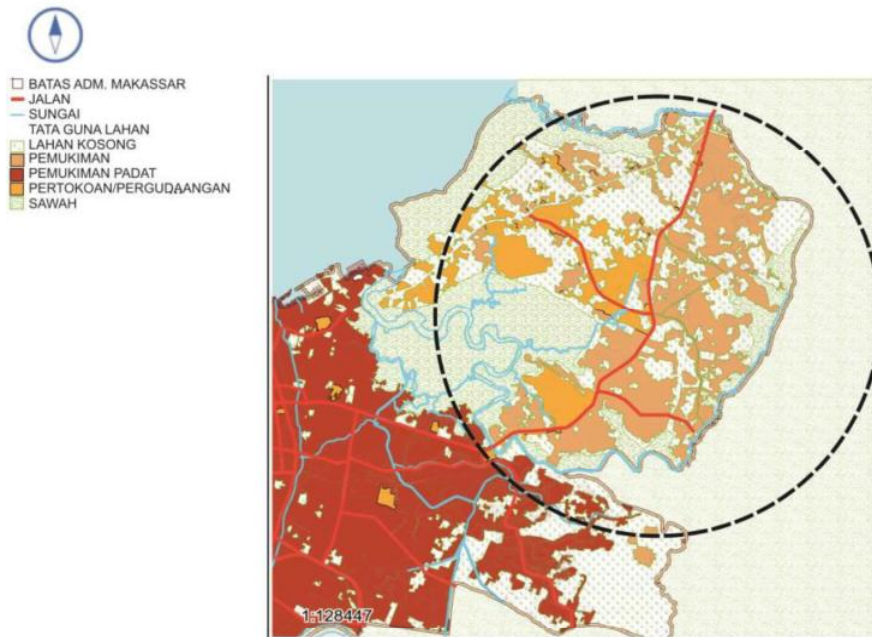 BATAS ADM. MAKASSAR
JALAN
SUNGAI
TATA GUNA LAHAN
LAHAN KOSONG
PEMUKIMAN
PEMUKIMAN PADAT
PERTOKOAN/PERGUDAANGAN
SAWAH
1:128447